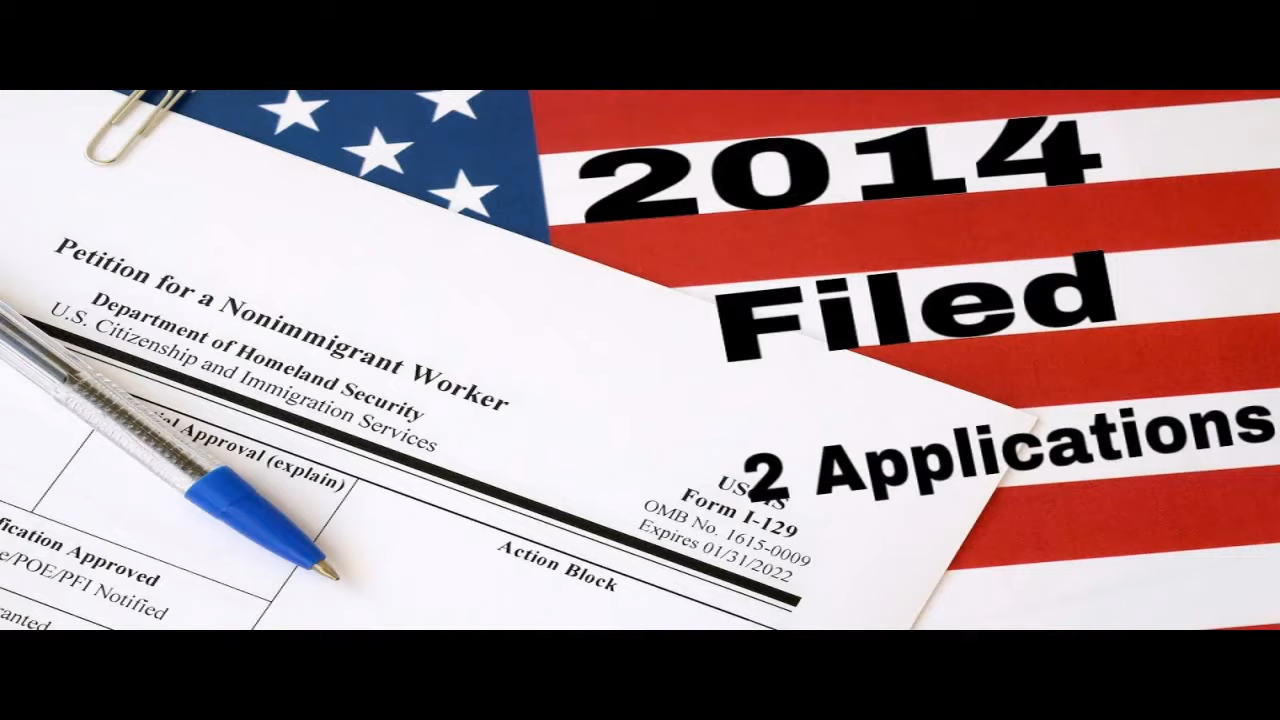 2014
Filed
2 Applications
Petition for a Nonimmigrant Worker
Department of Homeland Security
U.S. Citizenship and Immigration Services
Approval (explain)
Form I-129
OMB No. 1615-0009
Expires 01/31/2022
Action Block
Approved
/POE/PFI Notified